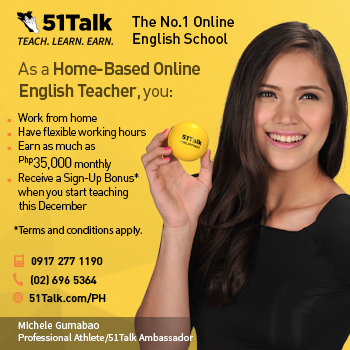 51Talk
TEACH. LEARN. EARN.
The No.1 Online
English School
As a Home-Based Online
English Teacher, you:
Work from home
Have flexible working hours
Earn as much as
Php35,000 monthly
Receive a Sign-Up Bonus*
when you start teaching
this December
*Terms and conditions apply.
0917 277 1190
(02) 696 5364
51Talk.com/PH
51Talk
PHILIPPINES
Michele Gumabao
Professional Athlete/51Talk Ambassador